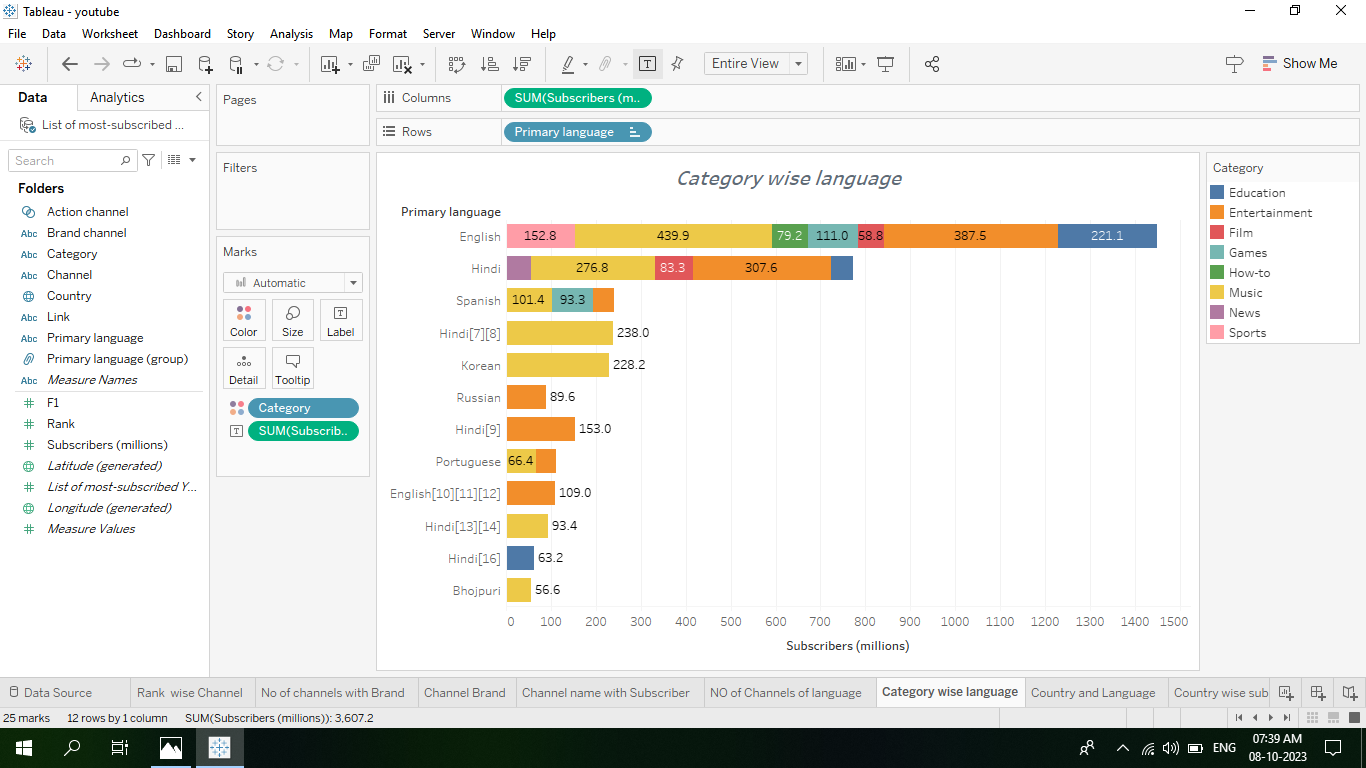 Tableau - youtube
File Data Worksheet Dashboard Story Analysis Map Format Server Window Help
Entire View
Show Me
Data Analytics
List of most-subscribed ...
Search
Folders
Action channel
Abc Brand channel
Abc Category
Abc Channel
Country
Abc Link
Abc Primary language
Primary language (group)
Abc Measure Names
F1
Rank
Subscribers (millions)
Latitude (generated)
List of most-subscribed Y...
Longitude (generated)
Measure Values
Pages
Filters
Marks
Automatic
Color Size Label
Detail Tooltip
Category
SUM(Subscrib..
Columns SUM(Subscribers (m..
Rows Primary language
Category wise language
Primary language
English 152.8 439.9 79.2 111.0 58.8 387.5 221.1
Hindi 276.8 83.3 307.6
Spanish 101.4 93.3
Hindi[7][8] 238.0
Korean 228.2
Russian 89.6
Hindi[9] 153.0
Portuguese 66.4
English[10][11][12] 109.0
Hindi[13][14] 93.4
Hindi[16] 63.2
Bhojpuri 56.6
0 100 200 300 400 500 600 700 800 900 1000 1100 1200 1300 1400 1500
Subscribers (millions)
Category
Education
Entertainment
Film
Games
How-to
Music
News
Sports
Data Source Rank wise Channel No of channels with Brand Channel Brand Channel name with Subscriber NO of Channels of language Category wise language Country and Language Country wise sub
25 marks 12 rows by 1 column SUM(Subscribers (millions)): 3,607.2
ENG
07:39 AM
08-10-2023